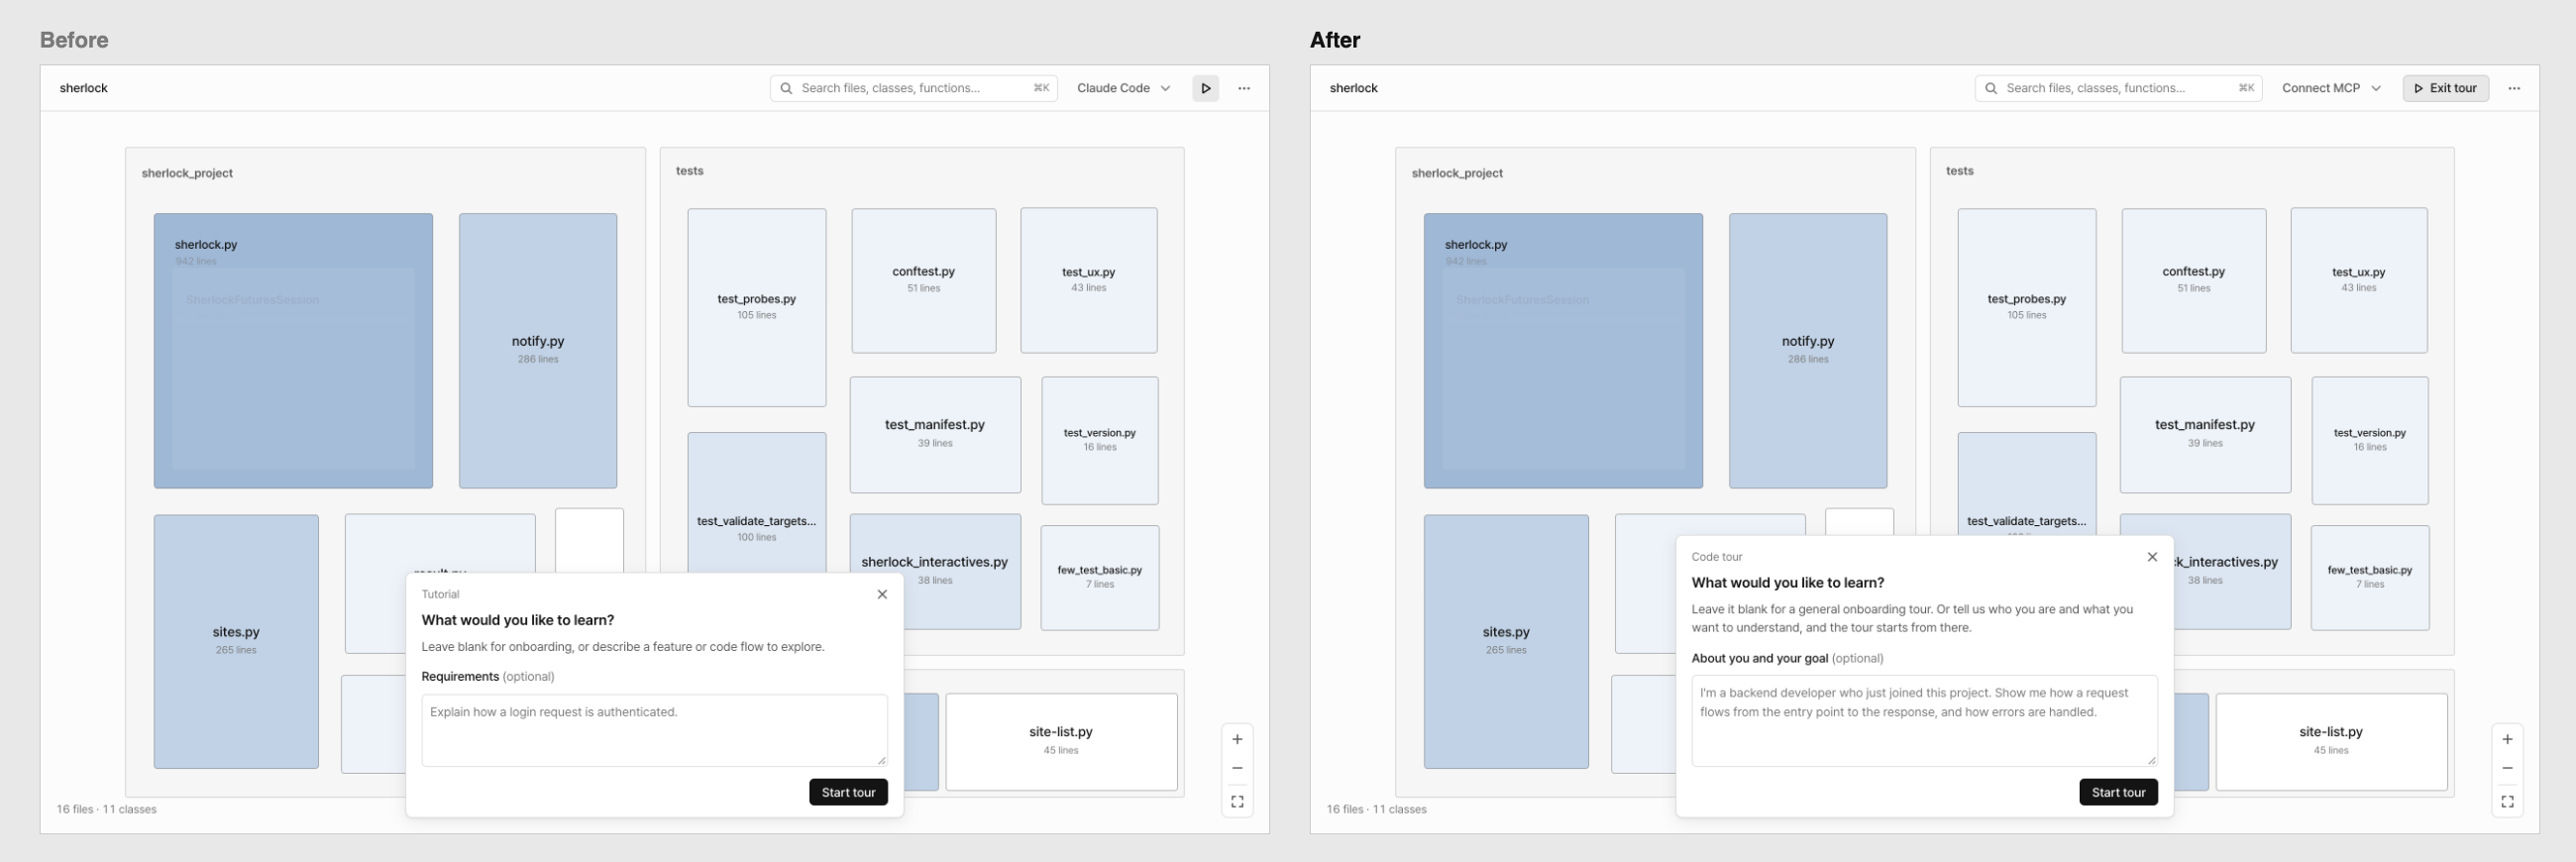 Before
sherlock
Search files, classes, functions... ⌘K
Claude Code
sherlock_project
sherlock.py
942 lines
SherlockFuturesSession
notify.py
286 lines
sites.py
265 lines
result.py
tests
test_probes.py
105 lines
conftest.py
51 lines
test_ux.py
43 lines
test_manifest.py
39 lines
test_version.py
16 lines
test_validate_targets...
100 lines
sherlock_interactives.py
38 lines
few_test_basic.py
7 lines
site-list.py
45 lines
Tutorial
What would you like to learn?
Leave blank for onboarding, or describe a feature or code flow to explore.
Requirements (optional)
Explain how a login request is authenticated.
Start tour
16 files · 11 classes
After
sherlock
Search files, classes, functions... ⌘K
Connect MCP
Exit tour
sherlock_project
sherlock.py
942 lines
SherlockFuturesSession
notify.py
286 lines
sites.py
265 lines
tests
test_probes.py
105 lines
conftest.py
51 lines
test_ux.py
43 lines
test_manifest.py
39 lines
test_version.py
16 lines
test_validate_targets...
k_interactives.py
38 lines
few_test_basic.py
7 lines
site-list.py
45 lines
Code tour
What would you like to learn?
Leave it blank for a general onboarding tour. Or tell us who you are and what you
want to understand, and the tour starts from there.
About you and your goal (optional)
I'm a backend developer who just joined this project. Show me how a request
flows from the entry point to the response, and how errors are handled.
Start tour
16 files · 11 classes